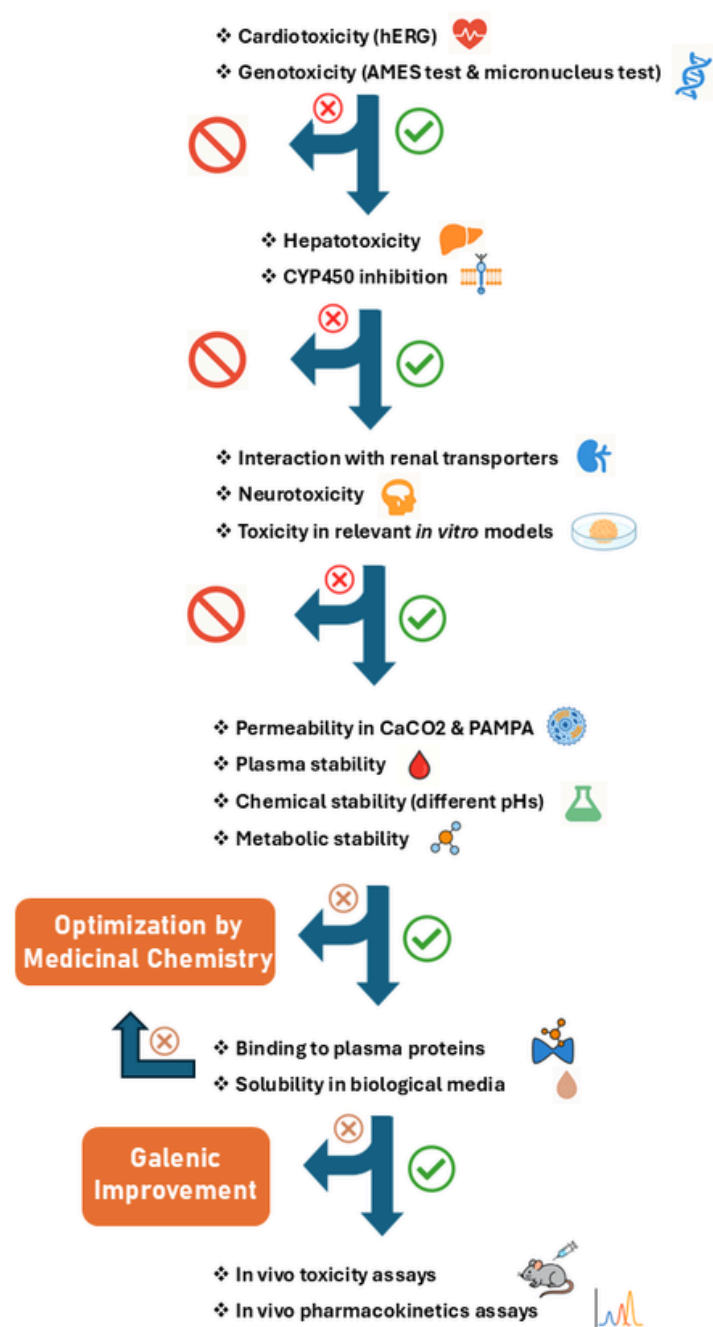 ❖ Cardiotoxicity (hERG)
❖ Genotoxicity (AMES test & micronucleus test)
❖ Hepatotoxicity
❖ CYP450 inhibition
❖ Interaction with renal transporters
❖ Neurotoxicity
❖ Toxicity in relevant in vitro models
❖ Permeability in CaCO2 & PAMPA
❖ Plasma stability
❖ Chemical stability (different pHs)
❖ Metabolic stability
Optimization by
Medicinal Chemistry
❖ Binding to plasma proteins
❖ Solubility in biological media
Galenic
Improvement
❖ In vivo toxicity assays
❖ In vivo pharmacokinetics assays